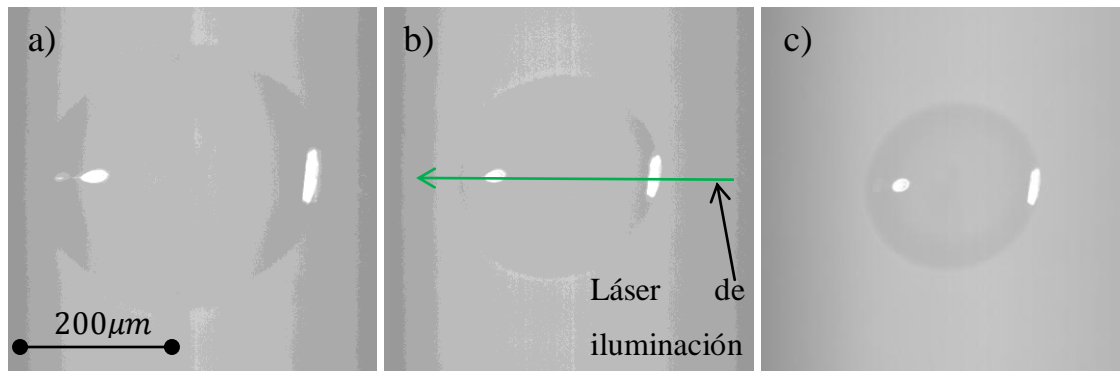 a)
b)
c)
200μm
Láser de
iluminación